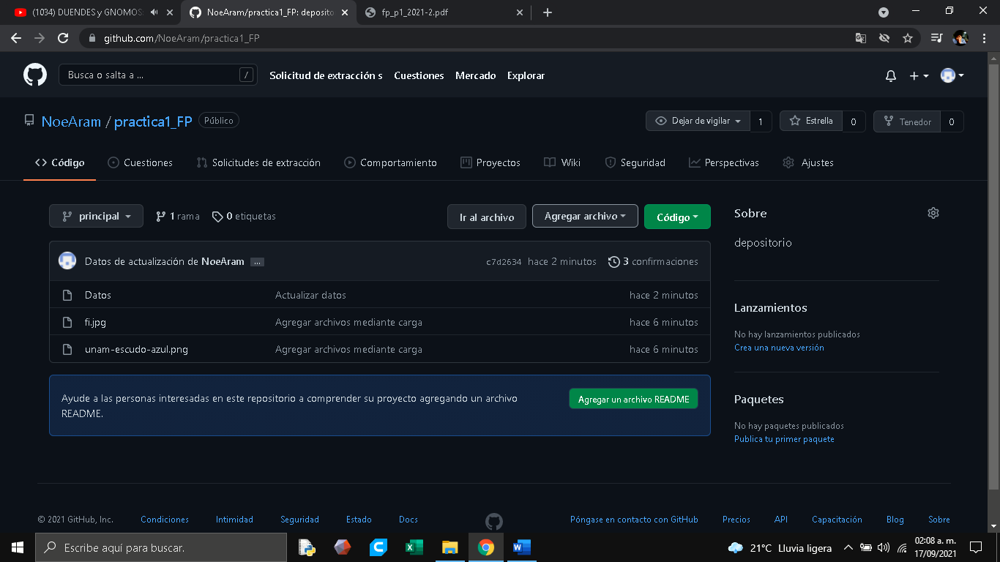 (1034) DUENDES y GNOMOS
NoeAram/practica1_FP: deposito
fp_p1_2021-2.pdf
github.com/NoeAram/practica1_FP
Busca o salta a ...
/
Solicitud de extracción s
Cuestiones
Mercado
Explorar
NoeAram / practica1_FP
Público
Dejar de vigilar
1
Estrella
0
Tenedor
0
Código
Cuestiones
Solicitudes de extracción
Comportamiento
Proyectos
Wiki
Seguridad
Perspectivas
Ajustes
principal
1 rama
0 etiquetas
Ir al archivo
Agregar archivo
Código
Sobre
depositorio
Datos de actualización de NoeAram ...
c7d2634 hace 2 minutos
3 confirmaciones
Datos
Actualizar datos
hace 2 minutos
fi.jpg
Agregar archivos mediante carga
hace 6 minutos
unam-escudo-azul.png
Agregar archivos mediante carga
hace 6 minutos
Lanzamientos
No hay lanzamientos publicados
Crea una nueva versión
Ayude a las personas interesadas en este repositorio a comprender su proyecto agregando un archivo
README.
Agregar un archivo README
Paquetes
No hay paquetes publicados
Publica tu primer paquete
© 2021 GitHub, Inc.
Condiciones
Intimidad
Seguridad
Estado
Docs
Póngase en contacto con GitHub
Precios
API
Capacitación
Blog
Sobre
Escribe aquí para buscar.
21°C Lluvia ligera
02:08 a. m.
17/09/2021